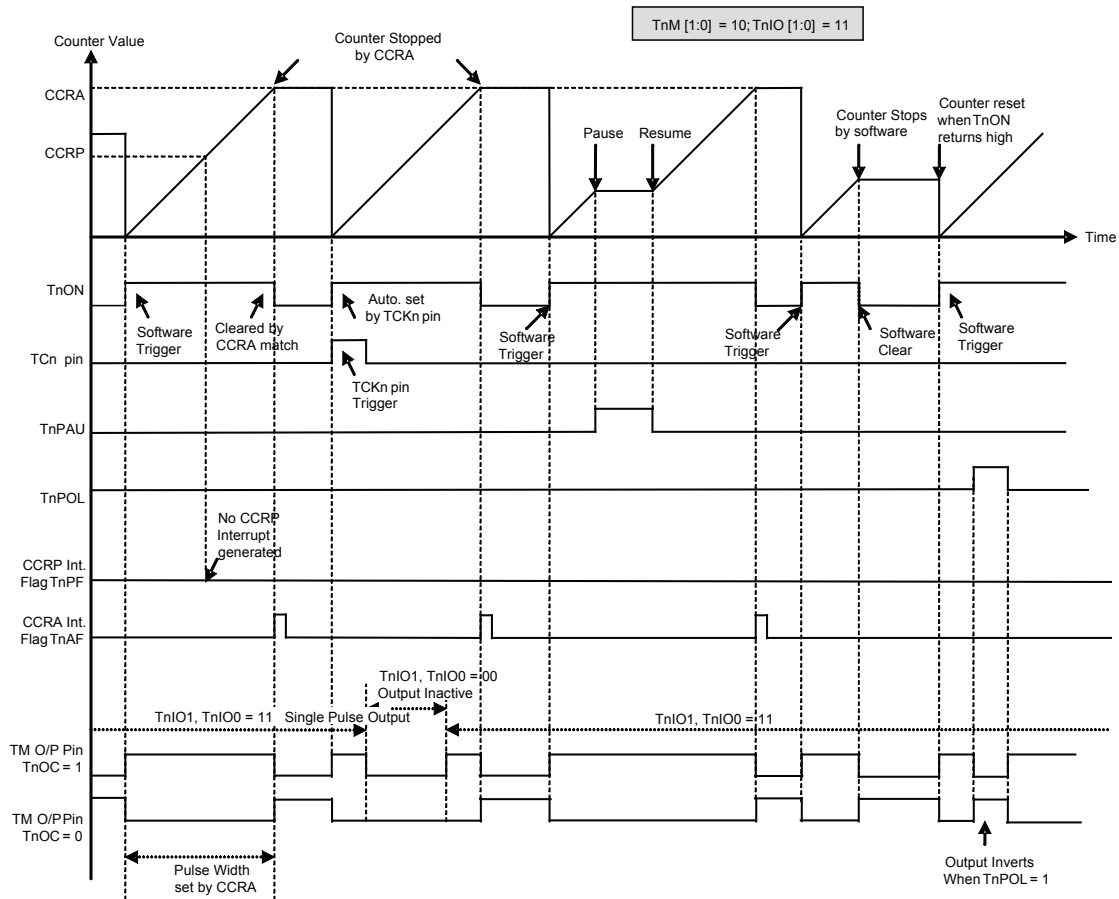 TnM [1:0] = 10; TnIO [1:0] = 11
Counter Value
Counter Stopped
by CCRA
CCRA
CCRP
Pause
Resume
Counter Stops
by software
Counter reset
when TnON
returns high
Time
TnON
Software
Trigger
Cleared by
CCRA match
Auto. set
by TCKn pin
Software
Trigger
Software
Trigger
Software
Clear
Software
Trigger
TCn pin
TCKn pin
Trigger
TnPAU
TnPOL
No CCRP
Interrupt
generated
CCRP Int.
Flag TnPF
CCRA Int.
Flag TnAF
TnIO1, TnIO0 = 00
Output Inactive
TnIO1, TnIO0 = 11
Single Pulse Output
TnIO1, TnIO0 = 11
TM O/P Pin
TnOC = 1
TM O/P Pin
TnOC = 0
Pulse Width
set by CCRA
Output Inverts
When TnPOL = 1